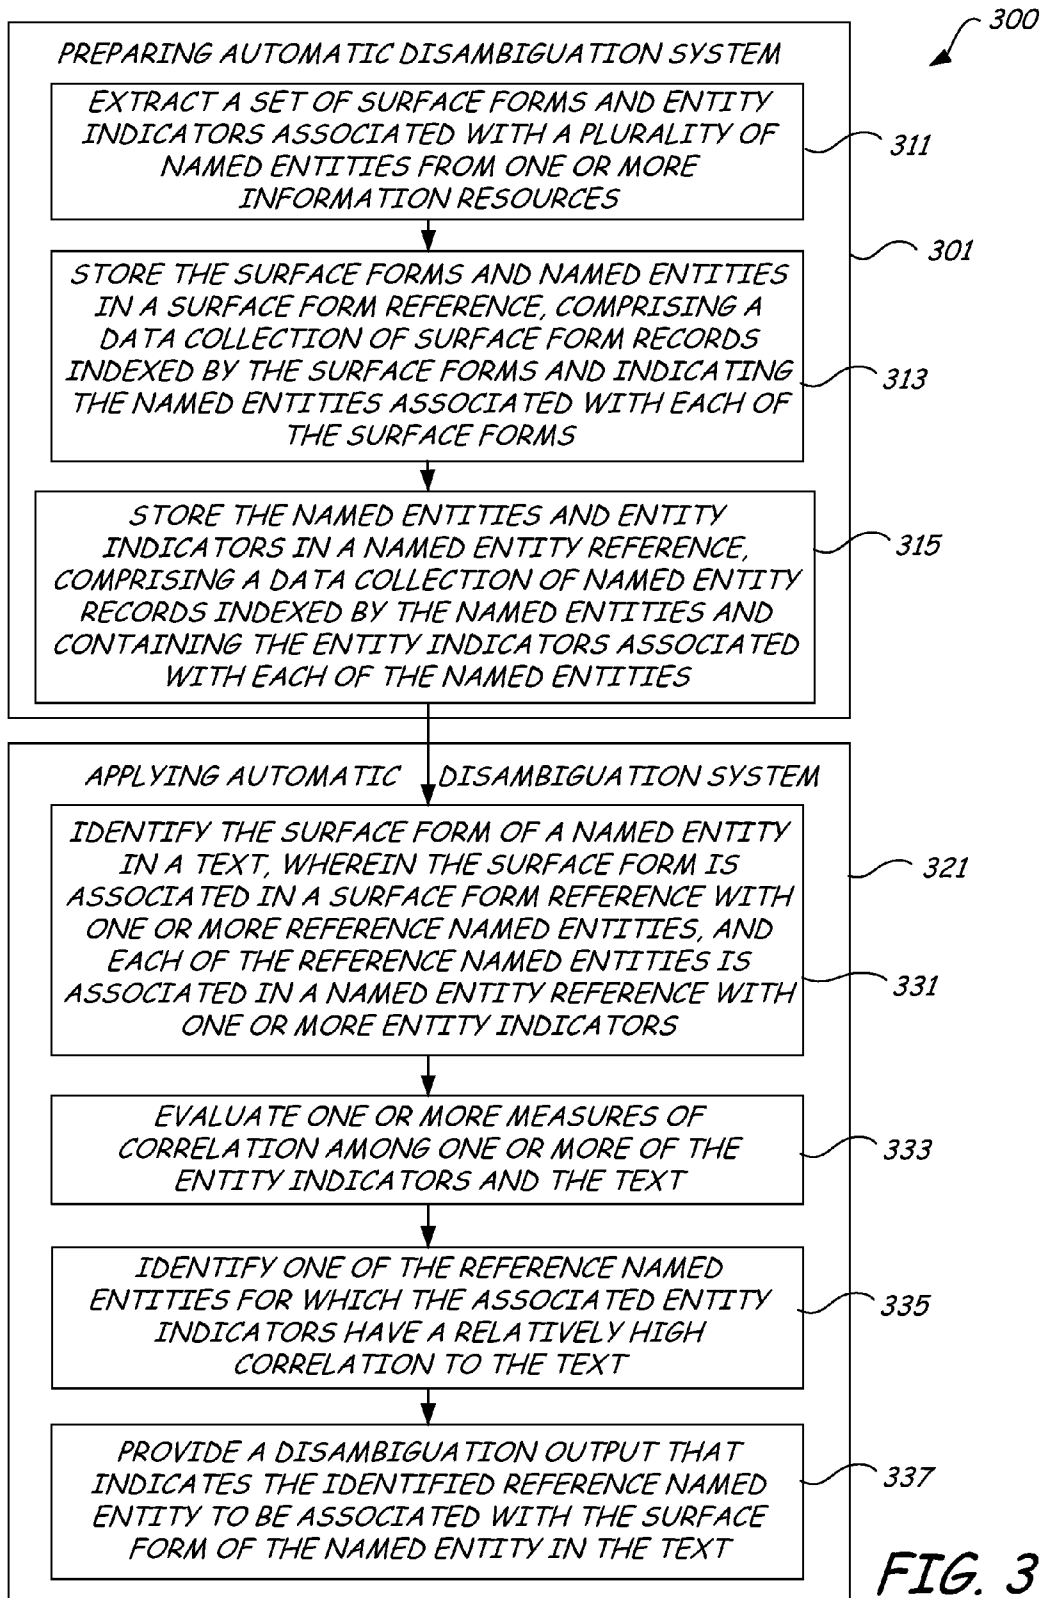 300
PREPARING AUTOMATIC DISAMBIGUATION SYSTEM
EXTRACT A SET OF SURFACE FORMS AND ENTITY
INDICATORS ASSOCIATED WITH A PLURALITY OF
NAMED ENTITIES FROM ONE OR MORE
INFORMATION RESOURCES
311
301
STORE THE SURFACE FORMS AND NAMED ENTITIES
IN A SURFACE FORM REFERENCE, COMPRISING A
DATA COLLECTION OF SURFACE FORM RECORDS
INDEXED BY THE SURFACE FORMS AND INDICATING
THE NAMED ENTITIES ASSOCIATED WITH EACH OF
THE SURFACE FORMS
313
STORE THE NAMED ENTITIES AND ENTITY
INDICATORS IN A NAMED ENTITY REFERENCE,
COMPRISING A DATA COLLECTION OF NAMED ENTITY
RECORDS INDEXED BY THE NAMED ENTITIES AND
CONTAINING THE ENTITY INDICATORS ASSOCIATED
WITH EACH OF THE NAMED ENTITIES
315
APPLYING AUTOMATIC DISAMBIGUATION SYSTEM
IDENTIFY THE SURFACE FORM OF A NAMED ENTITY
IN A TEXT, WHEREIN THE SURFACE FORM IS
ASSOCIATED IN A SURFACE FORM REFERENCE WITH
ONE OR MORE REFERENCE NAMED ENTITIES, AND
EACH OF THE REFERENCE NAMED ENTITIES IS
ASSOCIATED IN A NAMED ENTITY REFERENCE WITH
ONE OR MORE ENTITY INDICATORS
321
331
EVALUATE ONE OR MORE MEASURES OF
CORRELATION AMONG ONE OR MORE OF THE
ENTITY INDICATORS AND THE TEXT
333
IDENTIFY ONE OF THE REFERENCE NAMED
ENTITIES FOR WHICH THE ASSOCIATED ENTITY
INDICATORS HAVE A RELATIVELY HIGH
CORRELATION TO THE TEXT
335
PROVIDE A DISAMBIGUATION OUTPUT THAT
INDICATES THE IDENTIFIED REFERENCE NAMED
ENTITY TO BE ASSOCIATED WITH THE SURFACE
FORM OF THE NAMED ENTITY IN THE TEXT
337
FIG. 3